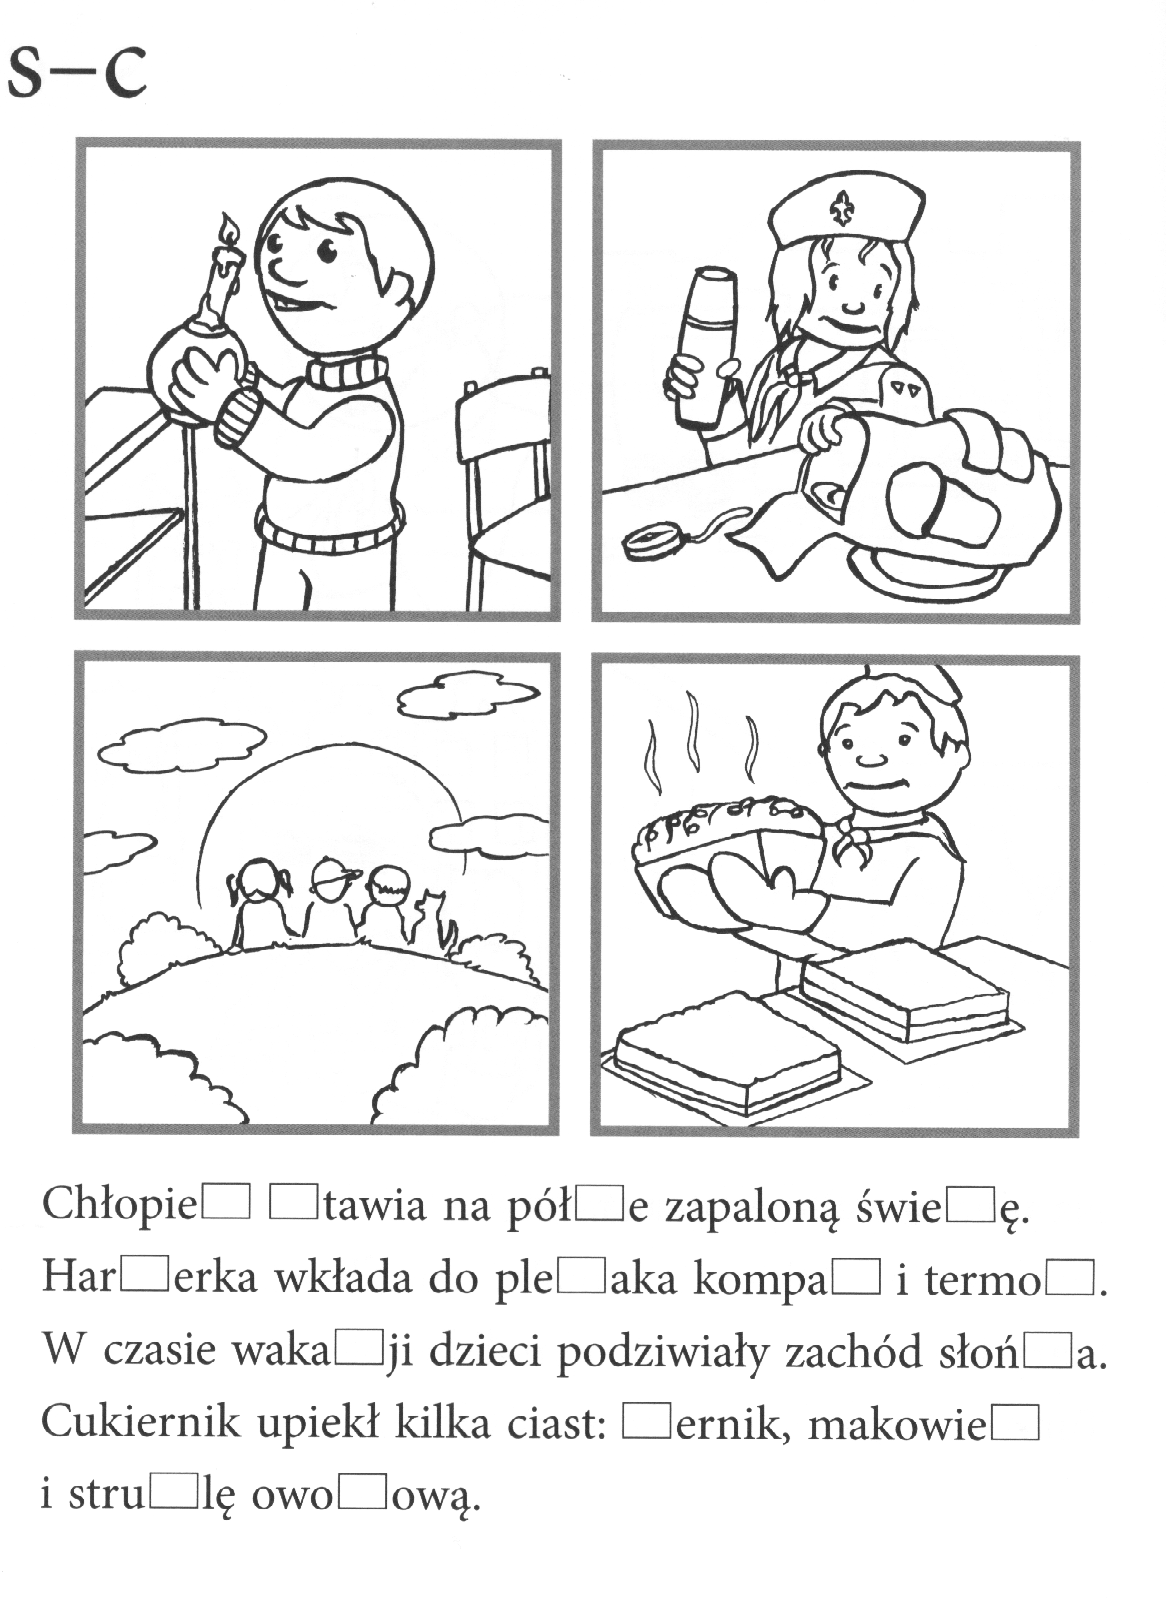 s–c
Chłopie□ □tawia na pół□e zapaloną świe□ę.
Har□erka wkłada do ple□aka kompa□ i termo□.
W czasie waka□ji dzieci podziwiały zachód słoń□a.
Cukiernik upiekł kilka ciast: □ernik, makowie□
i stru□lę owo□ową.